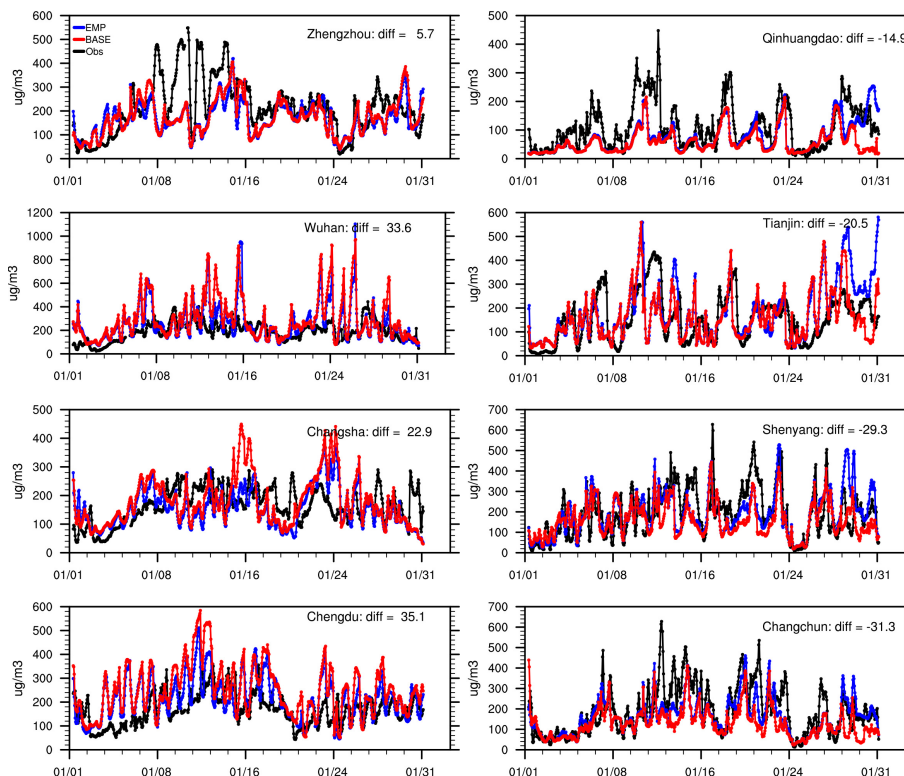 600
500
400
300
200
100
0
ug/m3
EMP
BASE
Obs
Zhengzhou: diff = 5.7
01/01 01/08 01/16 01/24 01/31
500
400
300
200
100
0
ug/m3
Qinhuangdao: diff = -14.9
01/01 01/08 01/16 01/24 01/31
1200
1000
800
600
400
200
0
ug/m3
Wuhan: diff = 33.6
01/01 01/08 01/16 01/24 01/31
600
500
400
300
200
100
0
ug/m3
Tianjin: diff = -20.5
01/01 01/08 01/16 01/24 01/31
500
400
300
200
100
0
ug/m3
Changsha: diff = 22.9
01/01 01/08 01/16 01/24 01/31
700
600
500
400
300
200
100
0
ug/m3
Shenyang: diff = -29.3
01/01 01/08 01/16 01/24 01/31
600
500
400
300
200
100
0
ug/m3
Chengdu: diff = 35.1
01/01 01/08 01/16 01/24 01/31
700
600
500
400
300
200
100
0
ug/m3
Changchun: diff = -31.3
01/01 01/08 01/16 01/24 01/31